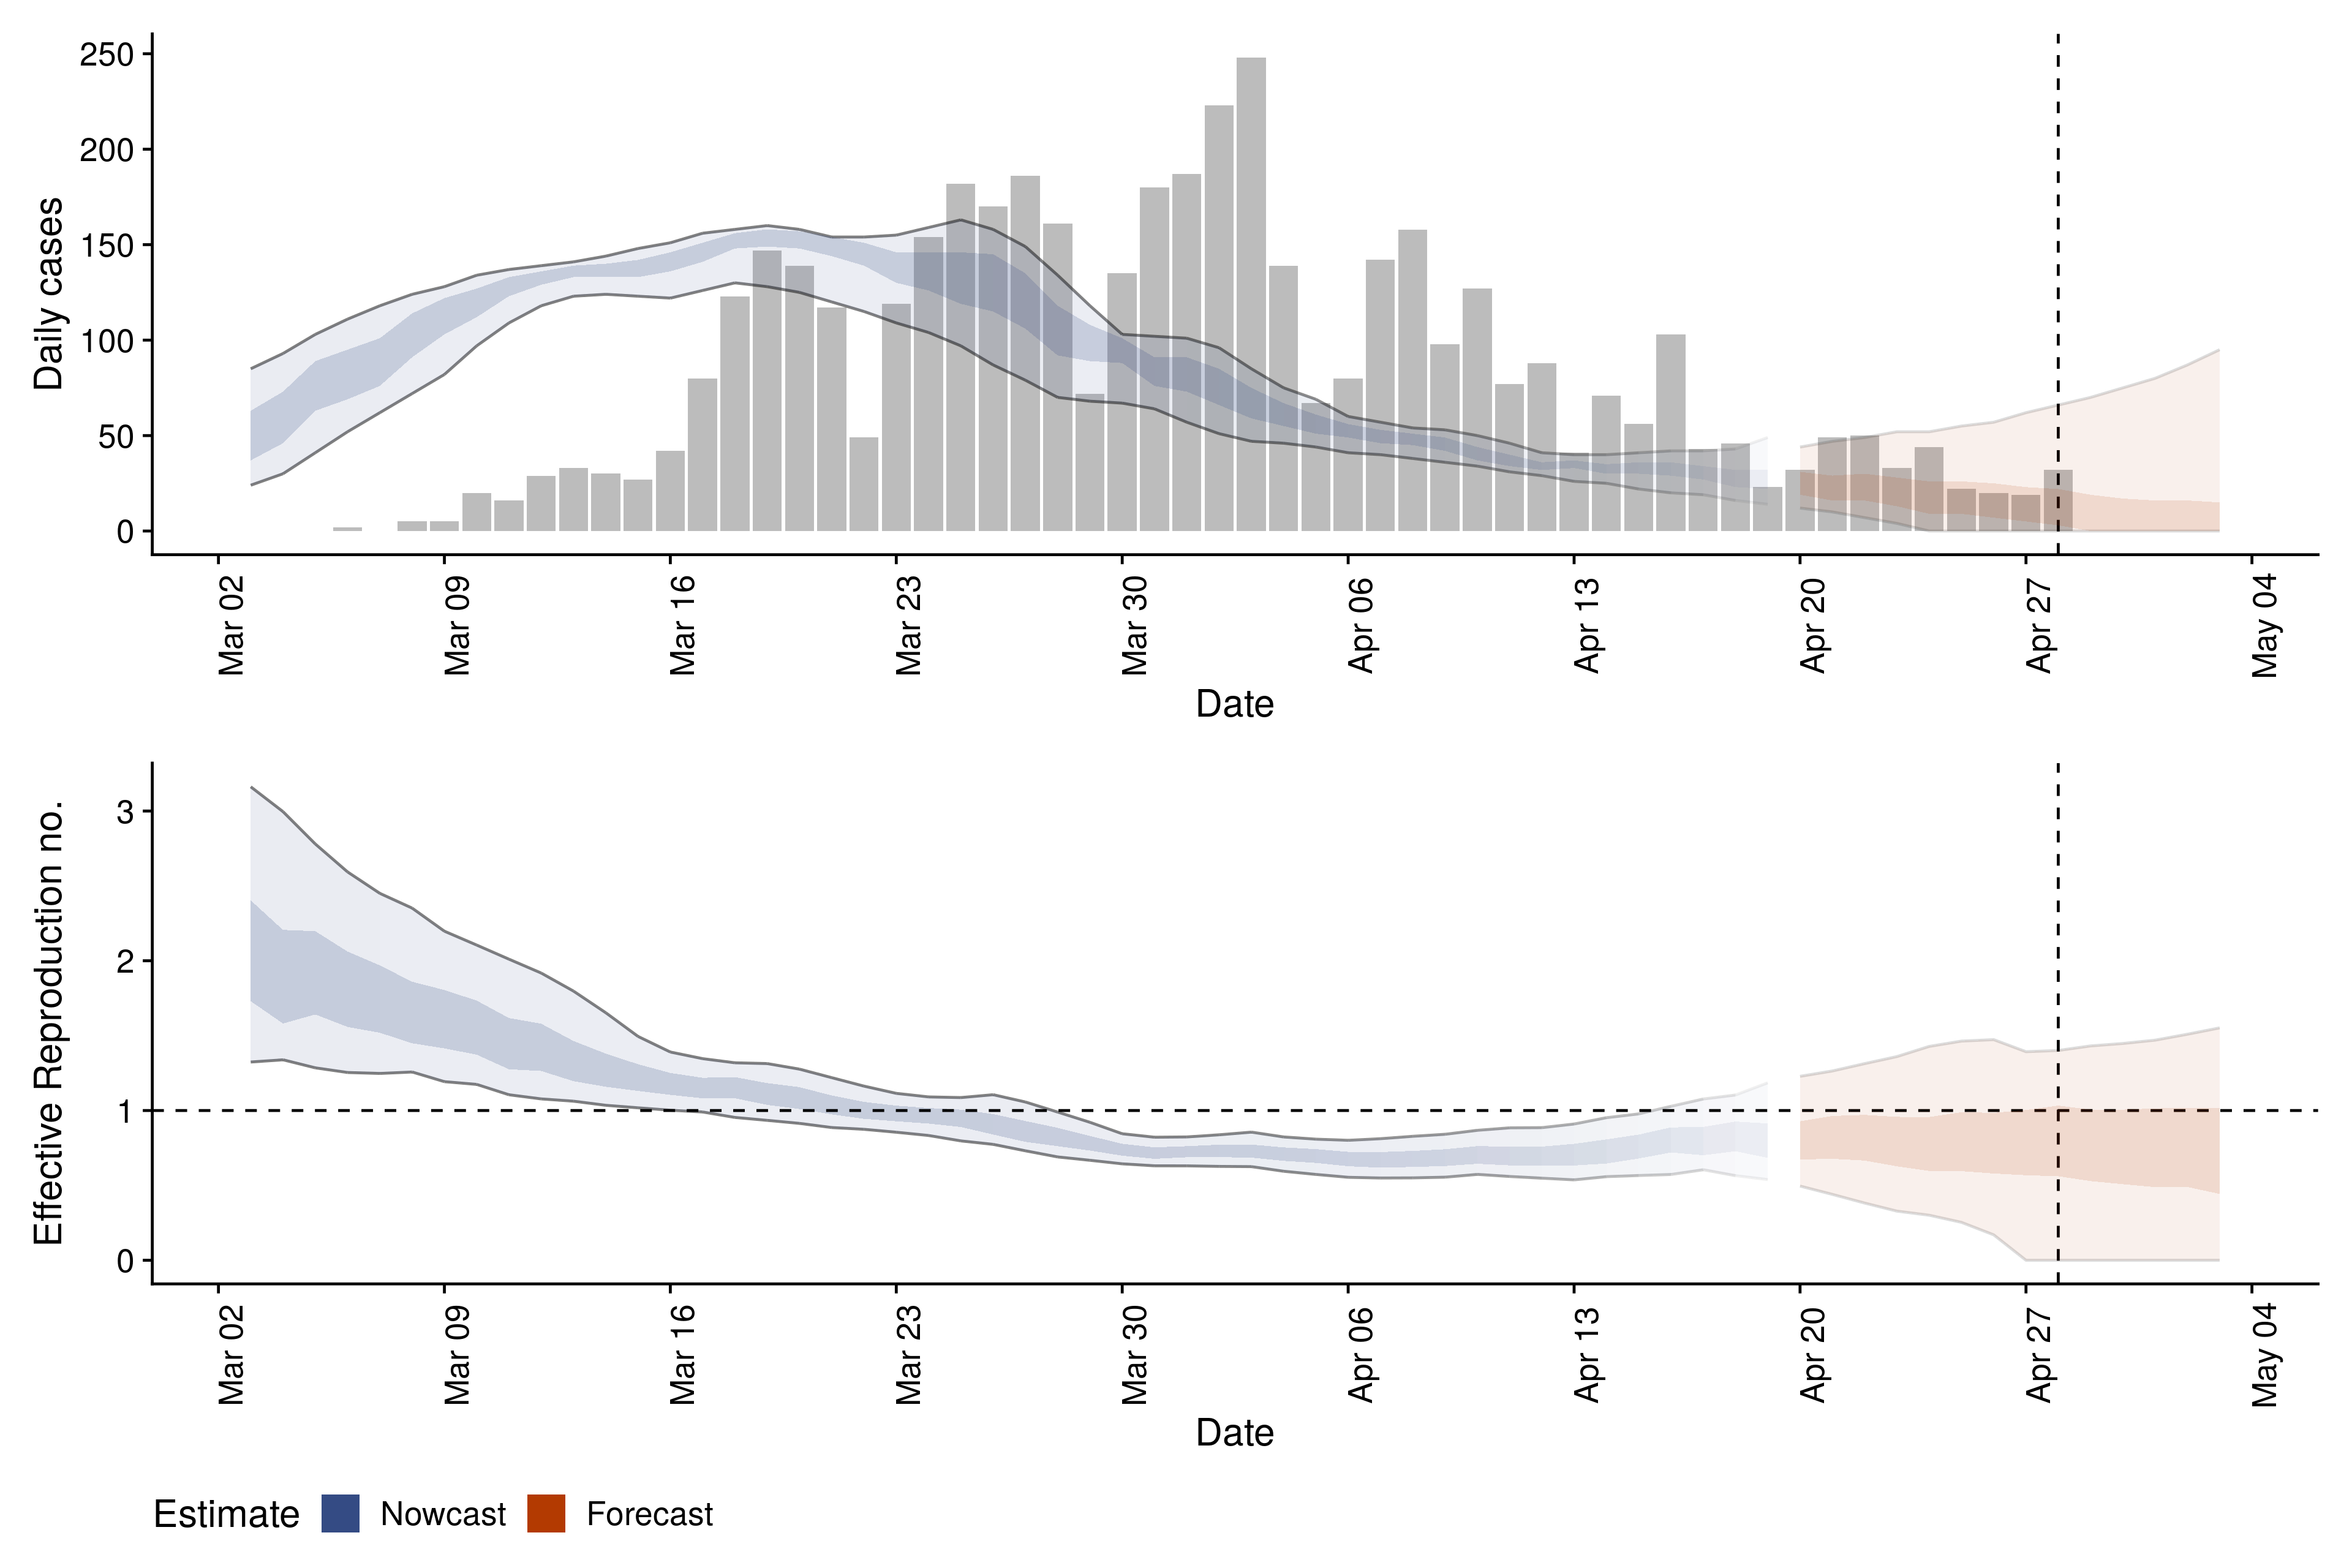 Daily cases
250
200
150
100
50
0
Mar 02
Mar 09
Mar 16
Mar 23
Mar 30
Apr 06
Apr 13
Apr 20
Apr 27
May 04
Date
Effective Reproduction no.
3
2
1
0
Mar 02
Mar 09
Mar 16
Mar 23
Mar 30
Apr 06
Apr 13
Apr 20
Apr 27
May 04
Date
Estimate Nowcast Forecast